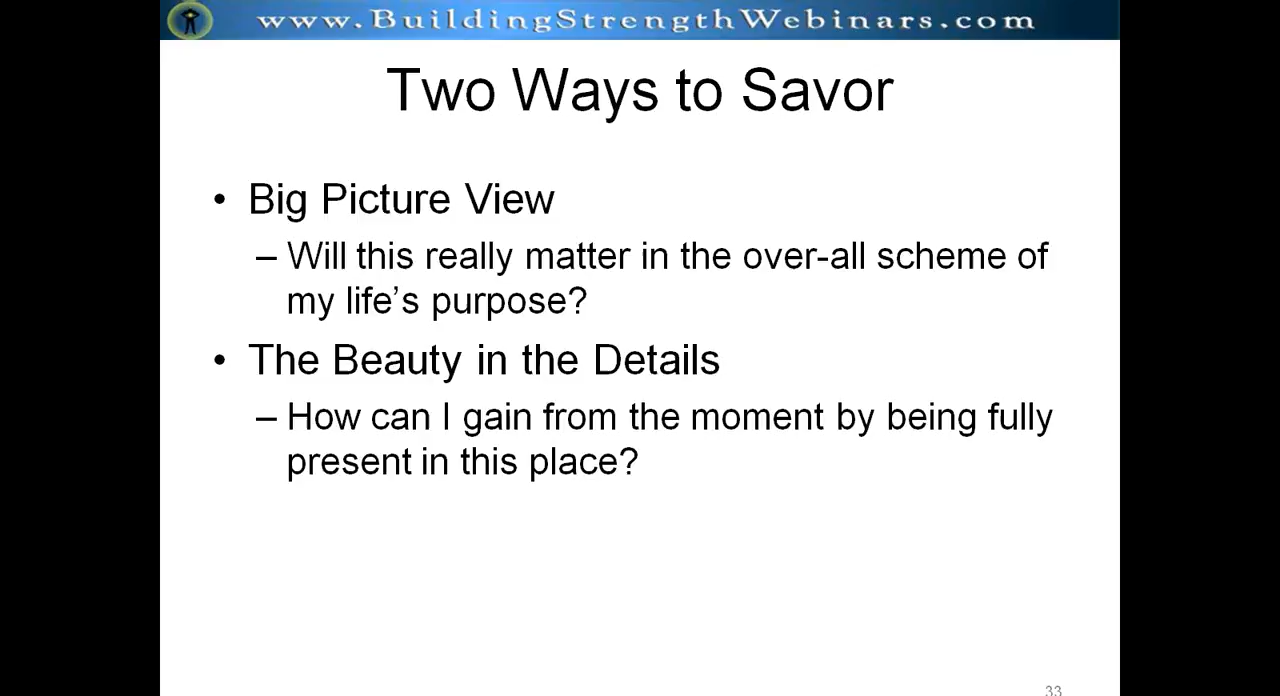 www.BuildingStrengthWebinars.com
Two Ways to Savor
• Big Picture View
– Will this really matter in the over-all scheme of
my life’s purpose?
• The Beauty in the Details
– How can I gain from the moment by being fully
present in this place?
33